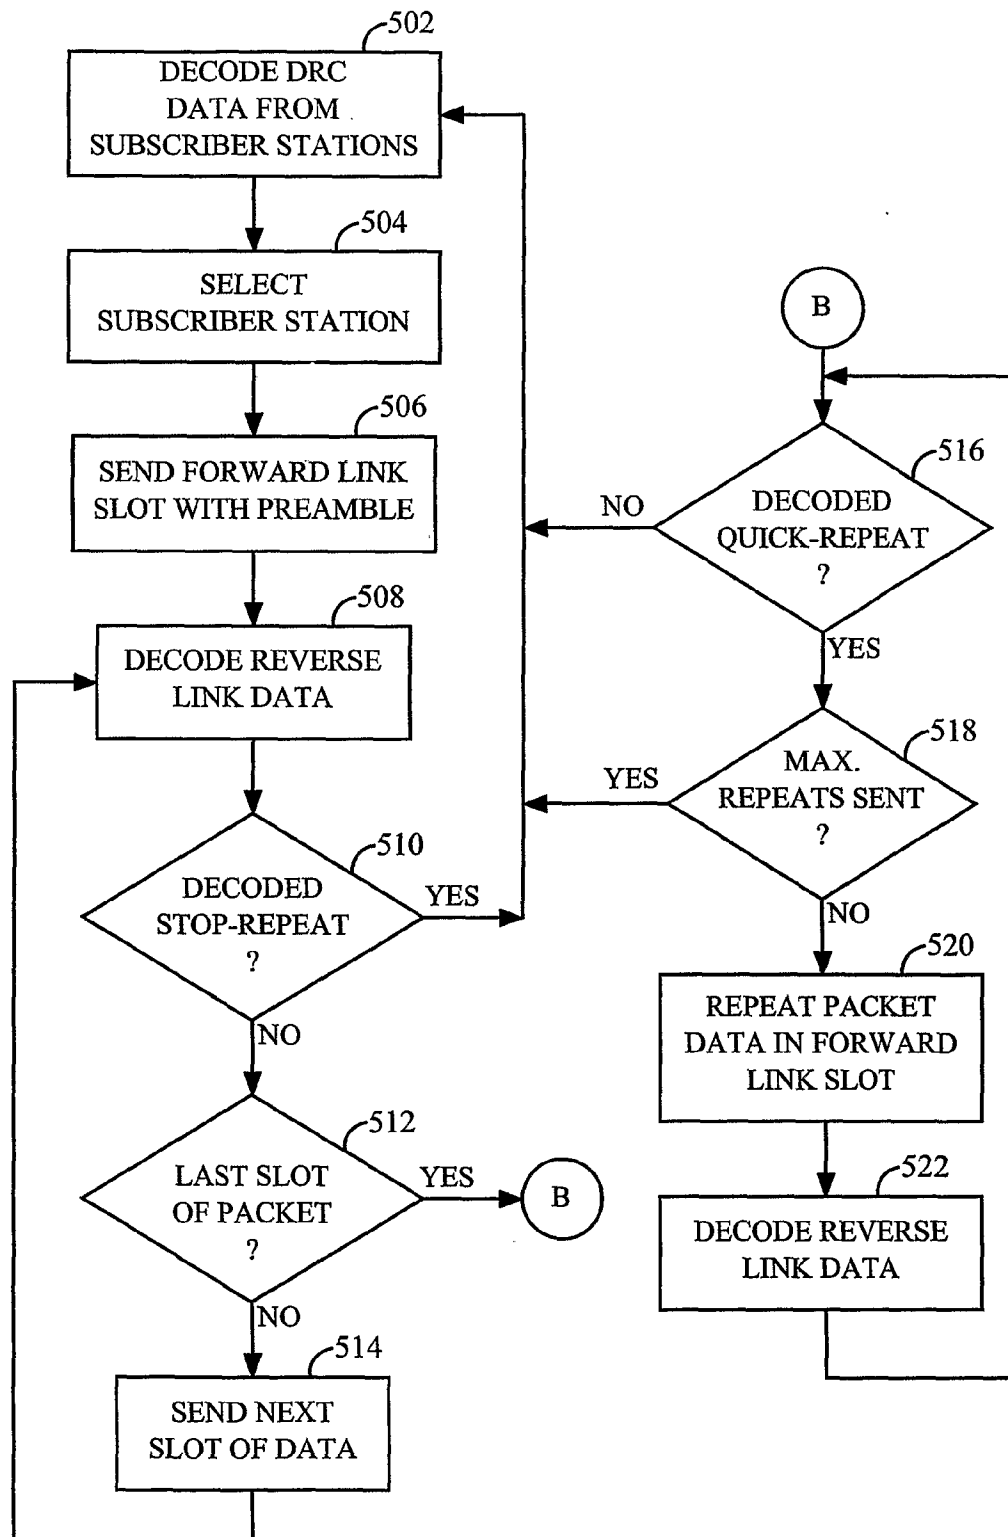 502
DECODE DRC
DATA FROM
SUBSCRIBER STATIONS
504
SELECT
SUBSCRIBER STATION
506
SEND FORWARD LINK
SLOT WITH PREAMBLE
508
DECODE REVERSE
LINK DATA
510
DECODED
STOP-REPEAT
?
YES
NO
512
LAST SLOT
OF PACKET
?
YES
B
NO
514
SEND NEXT
SLOT OF DATA
B
516
DECODED
QUICK-REPEAT
?
NO
YES
518
MAX.
REPEATS SENT
?
YES
NO
520
REPEAT PACKET
DATA IN FORWARD
LINK SLOT
522
DECODE REVERSE
LINK DATA